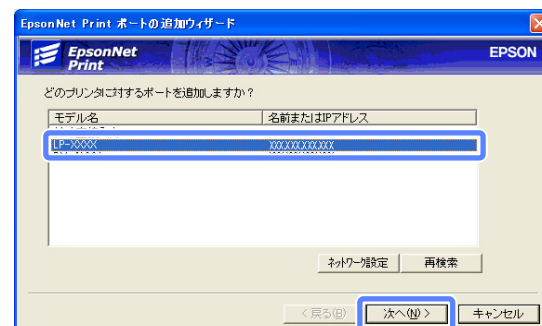 EpsonNet Print ポートの追加ウィザード
EpsonNet
Print
EPSON
どのプリンタに対するポートを追加しますか？
モデル名 名前またはIPアドレス
LP-XXXX XXX.XXX.XXX.XXX
ネットワーク設定 再検索
< 戻る(B) 次へ(N) > キャンセル